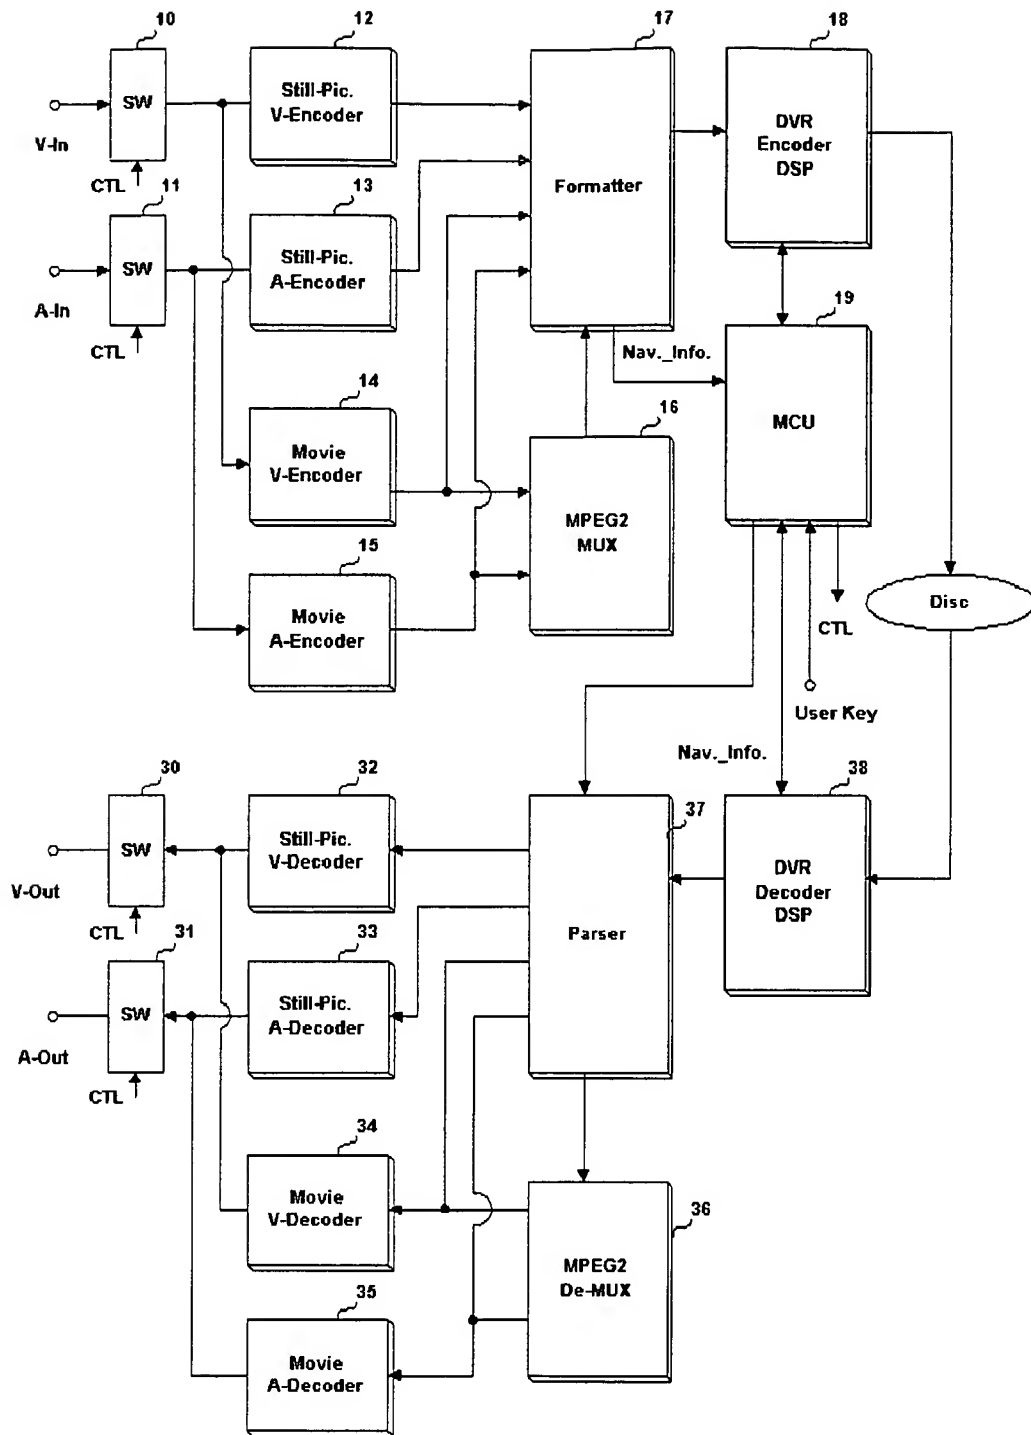 10
12
17
18
SW
Still-Pic.
V-Encoder
V-In
DVR
Encoder
DSP
CTL
11
13
Formatter
SW
Still-Pic.
A-Encoder
A-In
19
CTL
Nav._Info.
14
16
MCU
Movie
V-Encoder
MPEG2
MUX
15
Movie
A-Encoder
Disc
CTL
User Key
Nav._Info.
30
32
38
37
SW
Still-Pic.
V-Decoder
V-Out
DVR
Decoder
DSP
CTL
31
33
Parser
SW
Still-Pic.
A-Decoder
A-Out
CTL
34
Movie
V-Decoder
36
MPEG2
De-MUX
35
Movie
A-Decoder